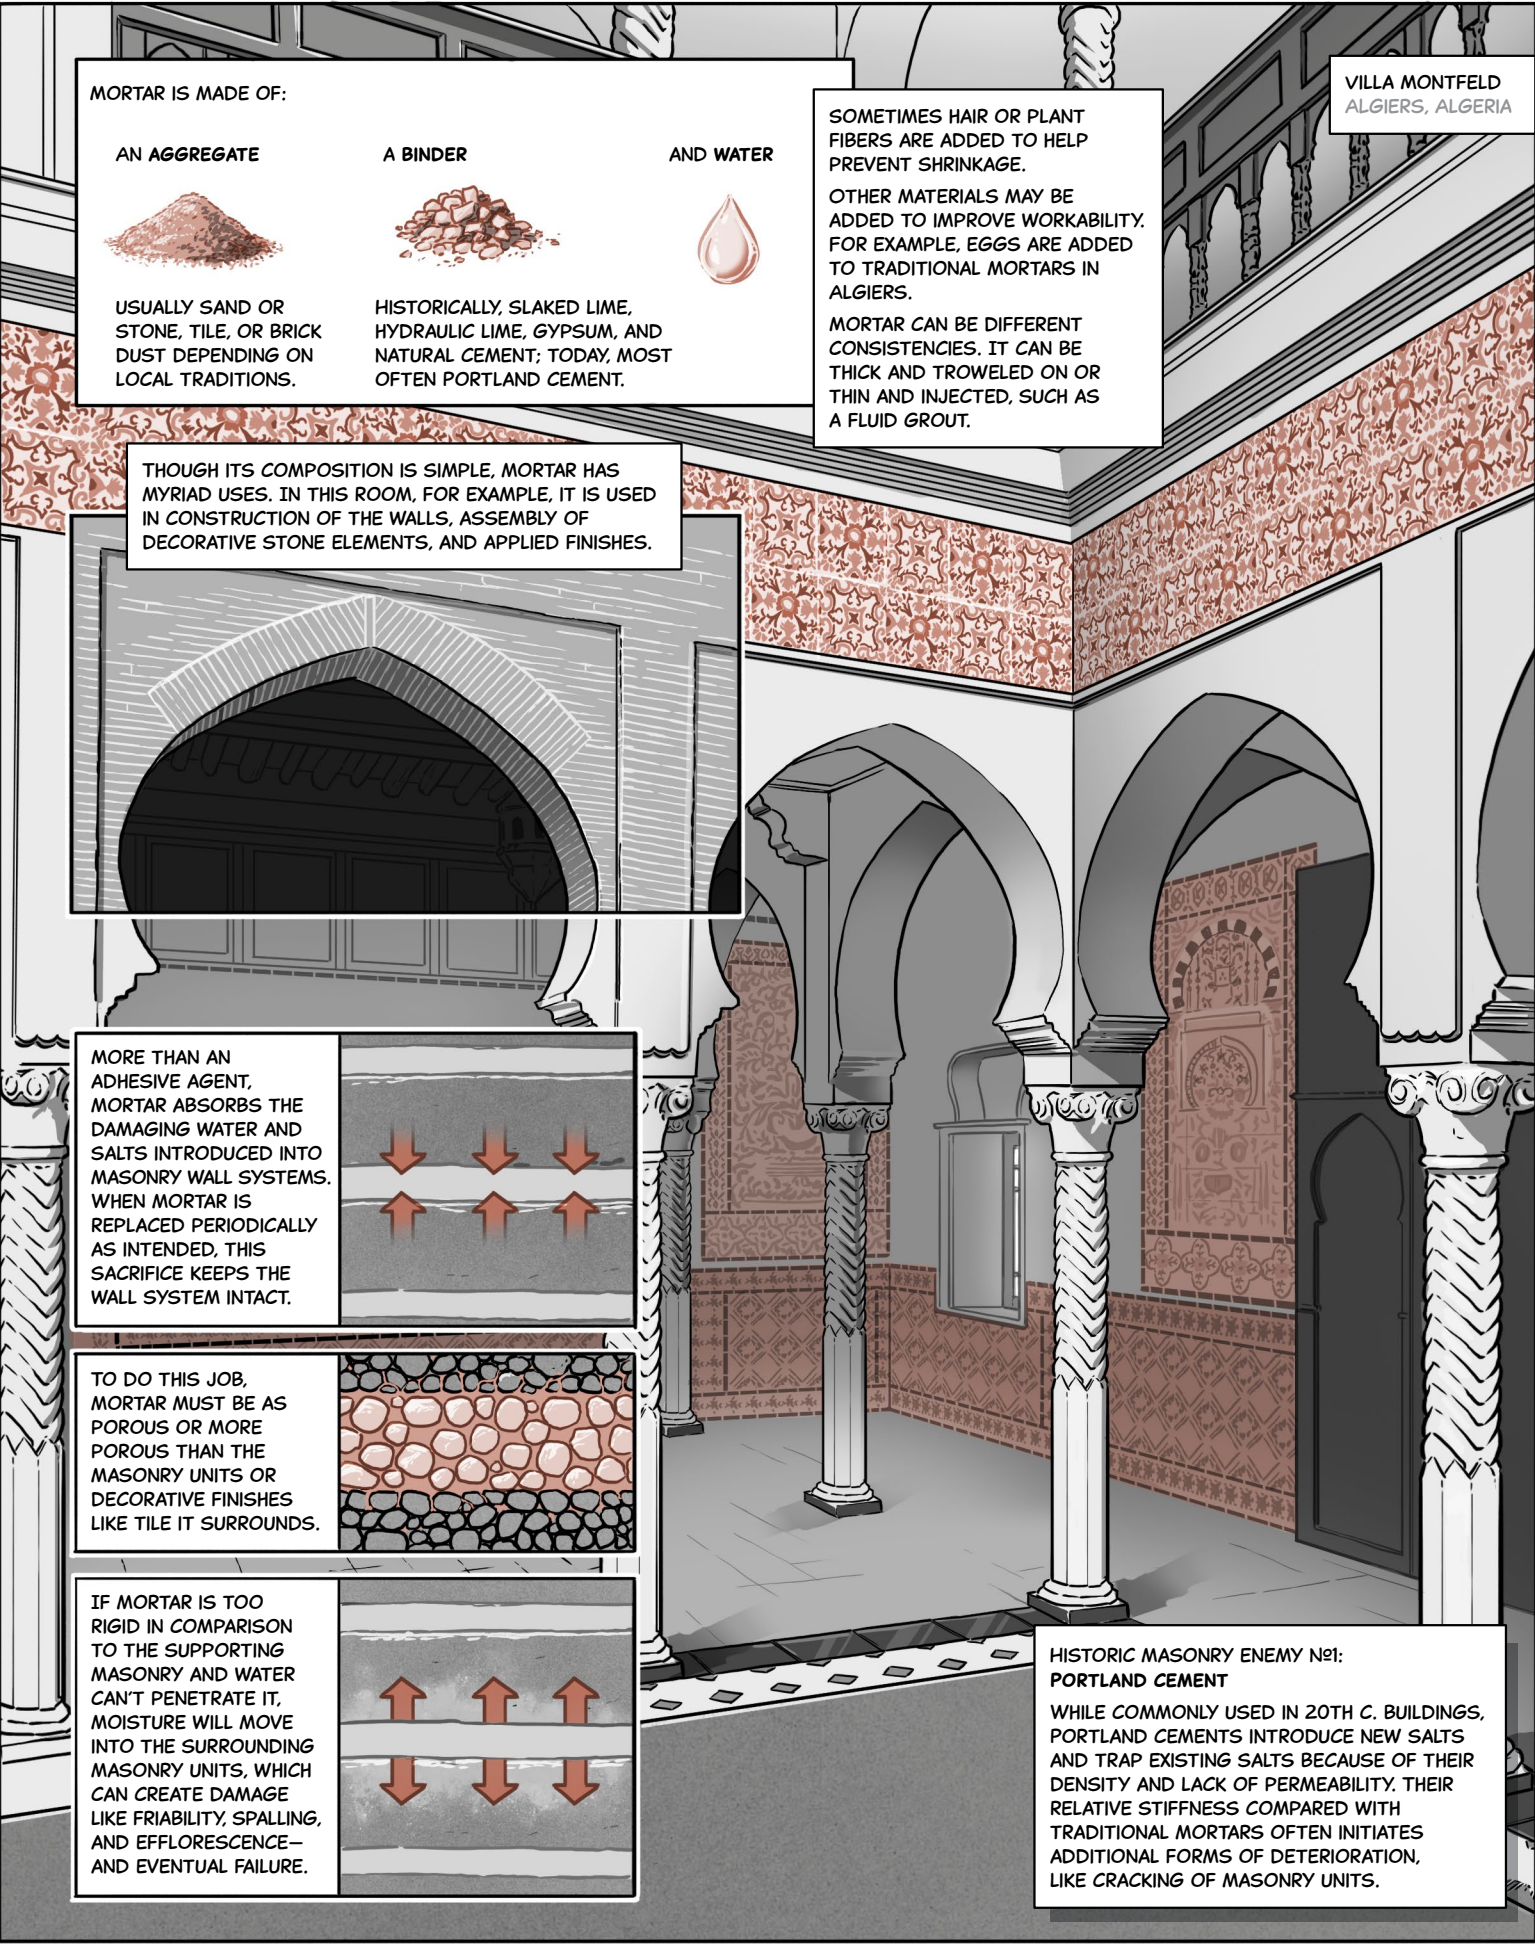 MORTAR IS MADE OF:
AN AGGREGATE
USUALLY SAND OR
STONE, TILE, OR BRICK
DUST DEPENDING ON
LOCAL TRADITIONS.
A BINDER
HISTORICALLY, SLAKED LIME,
HYDRAULIC LIME, GYPSUM, AND
NATURAL CEMENT; TODAY, MOST
OFTEN PORTLAND CEMENT.
AND WATER
SOMETIMES HAIR OR PLANT
FIBERS ARE ADDED TO HELP
PREVENT SHRINKAGE.
OTHER MATERIALS MAY BE
ADDED TO IMPROVE WORKABILITY.
FOR EXAMPLE, EGGS ARE ADDED
TO TRADITIONAL MORTARS IN
ALGIERS.
MORTAR CAN BE DIFFERENT
CONSISTENCIES. IT CAN BE
THICK AND TROWELED ON OR
THIN AND INJECTED, SUCH AS
A FLUID GROUT.
VILLA MONTFELD
ALGIERS, ALGERIA
THOUGH ITS COMPOSITION IS SIMPLE, MORTAR HAS
MYRIAD USES. IN THIS ROOM, FOR EXAMPLE, IT IS USED
IN CONSTRUCTION OF THE WALLS, ASSEMBLY OF
DECORATIVE STONE ELEMENTS, AND APPLIED FINISHES.
MORE THAN AN
ADHESIVE AGENT,
MORTAR ABSORBS THE
DAMAGING WATER AND
SALTS INTRODUCED INTO
MASONRY WALL SYSTEMS.
WHEN MORTAR IS
REPLACED PERIODICALLY
AS INTENDED, THIS
SACRIFICE KEEPS THE
WALL SYSTEM INTACT.
TO DO THIS JOB,
MORTAR MUST BE AS
POROUS OR MORE
POROUS THAN THE
MASONRY UNITS OR
DECORATIVE FINISHES
LIKE TILE IT SURROUNDS.
IF MORTAR IS TOO
RIGID IN COMPARISON
TO THE SUPPORTING
MASONRY AND WATER
CAN'T PENETRATE IT,
MOISTURE WILL MOVE
INTO THE SURROUNDING
MASONRY UNITS, WHICH
CAN CREATE DAMAGE
LIKE FRIABILITY, SPALLING,
AND EFFLORESCENCE—
AND EVENTUAL FAILURE.
HISTORIC MASONRY ENEMY Nº1:
PORTLAND CEMENT
WHILE COMMONLY USED IN 20TH C. BUILDINGS,
PORTLAND CEMENTS INTRODUCE NEW SALTS
AND TRAP EXISTING SALTS BECAUSE OF THEIR
DENSITY AND LACK OF PERMEABILITY. THEIR
RELATIVE STIFFNESS COMPARED WITH
TRADITIONAL MORTARS OFTEN INITIATES
ADDITIONAL FORMS OF DETERIORATION,
LIKE CRACKING OF MASONRY UNITS.